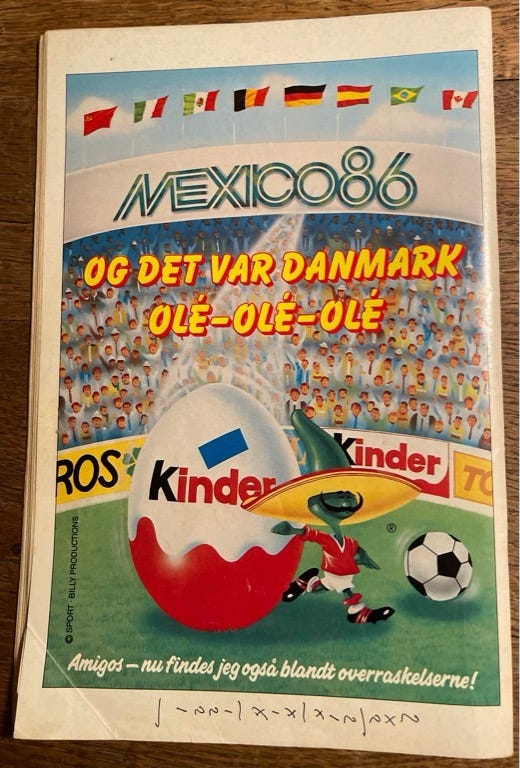 MEXICO86
OG DET VAR DANMARK
OLÉ-OLÉ-OLÉ
ROS
Kinder
Kinder
TO
®
© SPORT-BILLY PRODUCTIONS
Amigos – nu findes jeg også blandt overraskelserne!